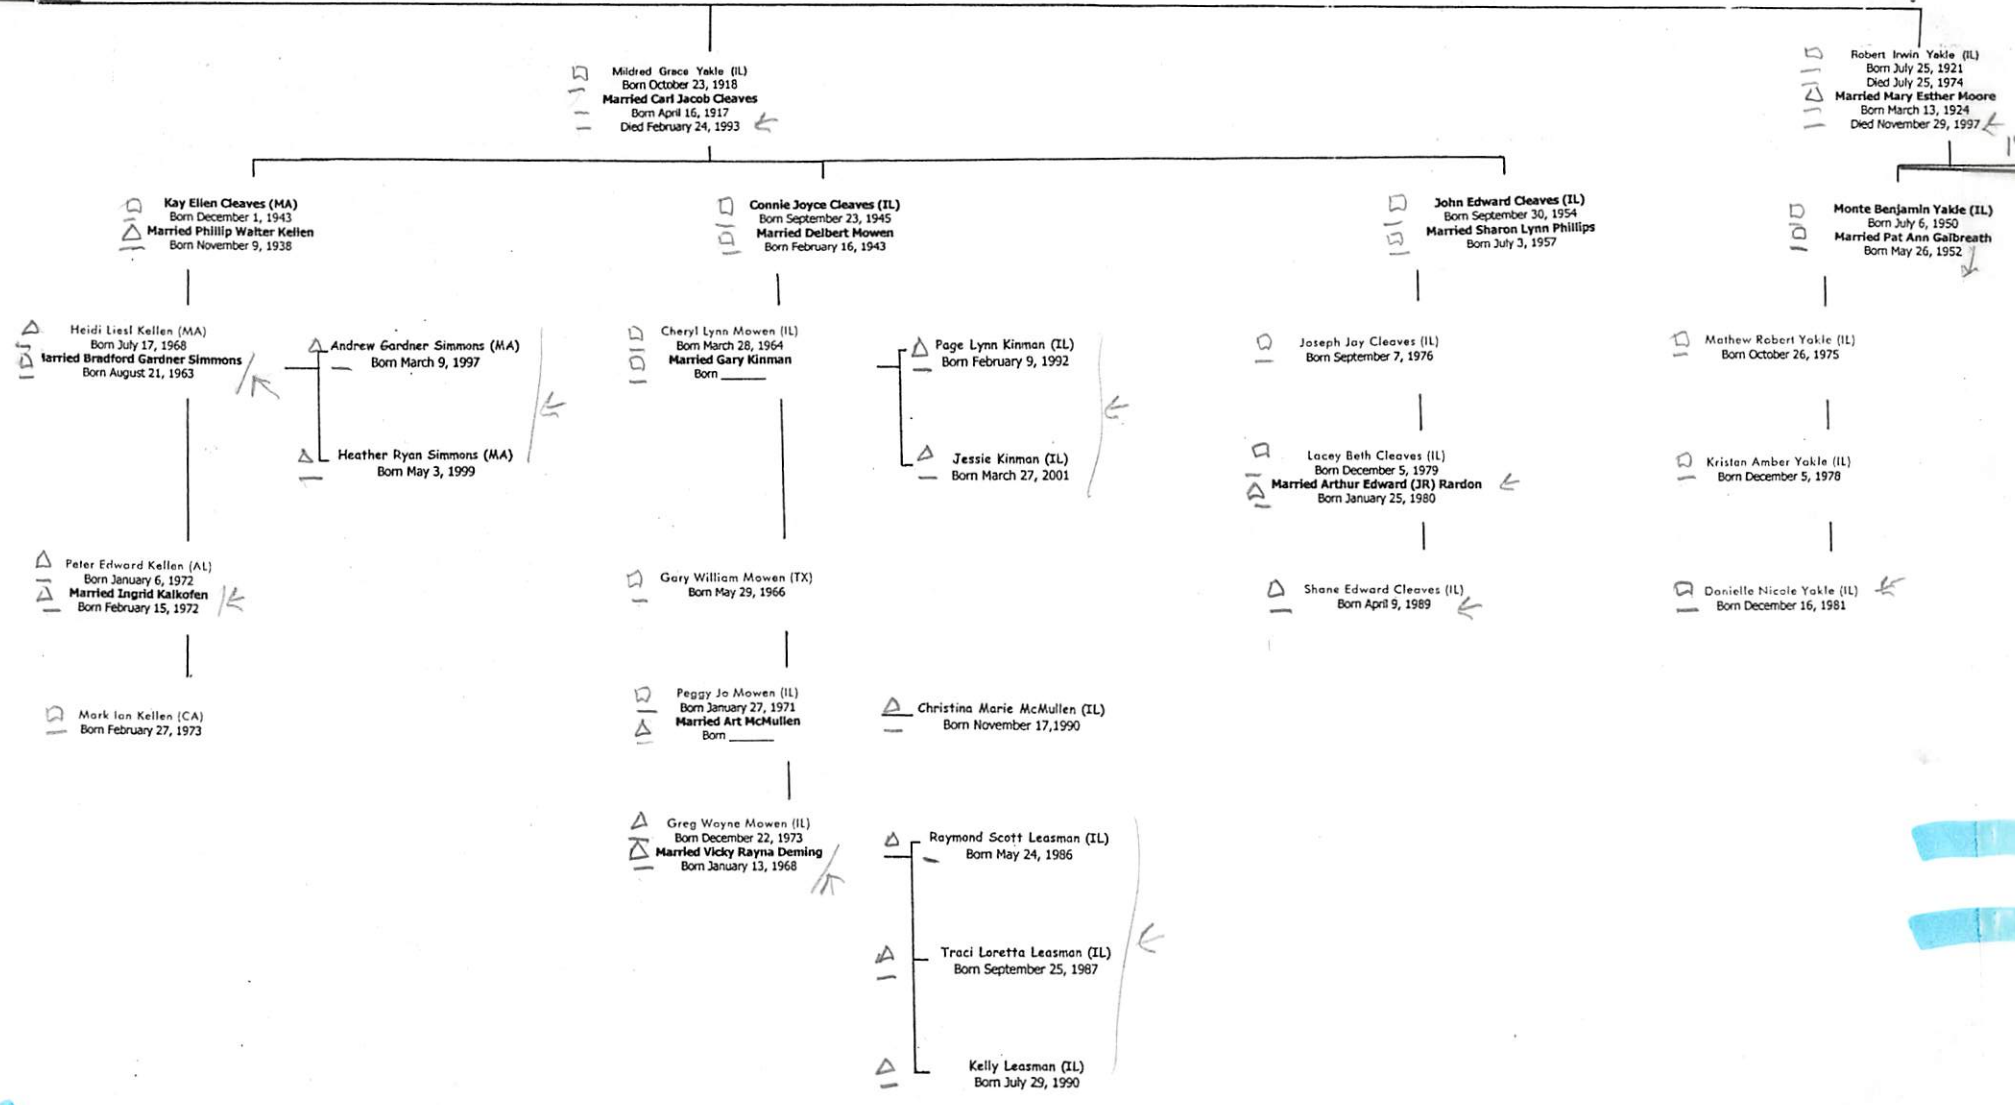 Mildred Grace Yakle (IL)
Born October 23, 1918
Married Carl Jacob Cleaves
Born April 16, 1917
Died February 24, 1993
Robert Irwin Yakle (IL)
Born July 25, 1921
Died July 25, 1974
Married Mary Esther Moore
Born March 13, 1924
Died November 29, 1997
Kay Ellen Cleaves (MA)
Born December 1, 1943
Married Phillip Walter Kellen
Born November 9, 1938
Connie Joyce Cleaves (IL)
Born September 23, 1945
Married Delbert Mowen
Born February 16, 1943
John Edward Cleaves (IL)
Born September 30, 1954
Married Sharon Lynn Phillips
Born July 3, 1957
Monte Benjamin Yakle (IL)
Born July 6, 1950
Married Pat Ann Galbreath
Born May 26, 1952
Heidi Liesl Kellen (MA)
Born July 17, 1968
arried Bradford Gardner Simmons
Born August 21, 1963
Andrew Gardner Simmons (MA)
Born March 9, 1997
Heather Ryan Simmons (MA)
Born May 3, 1999
Peter Edward Kellen (AL)
Born January 6, 1972
Married Ingrid Kalkofen
Born February 15, 1972
Mark Ian Kellen (CA)
Born February 27, 1973
Cheryl Lynn Mowen (IL)
Born March 28, 1964
Married Gary Kinman
Born ______
Page Lynn Kinman (IL)
Born February 9, 1992
Jessie Kinman (IL)
Born March 27, 2001
Gary William Mowen (TX)
Born May 29, 1966
Peggy Jo Mowen (IL)
Born January 27, 1971
Married Art McMullen
Born ______
Christina Marie McMullen (IL)
Born November 17,1990
Greg Wayne Mowen (IL)
Born December 22, 1973
Married Vicky Rayna Deming
Born January 13, 1968
Raymond Scott Leasman (IL)
Born May 24, 1986
Traci Loretta Leasman (IL)
Born September 25, 1987
Kelly Leasman (IL)
Born July 29, 1990
Joseph Jay Cleaves (IL)
Born September 7, 1976
Lacey Beth Cleaves (IL)
Born December 5, 1979
Married Arthur Edward (JR) Rardon
Born January 25, 1980
Shane Edward Cleaves (IL)
Born April 9, 1989
Mathew Robert Yakle (IL)
Born October 26, 1975
Kristan Amber Yakle (IL)
Born December 5, 1978
Danielle Nicole Yakle (IL)
Born December 16, 1981